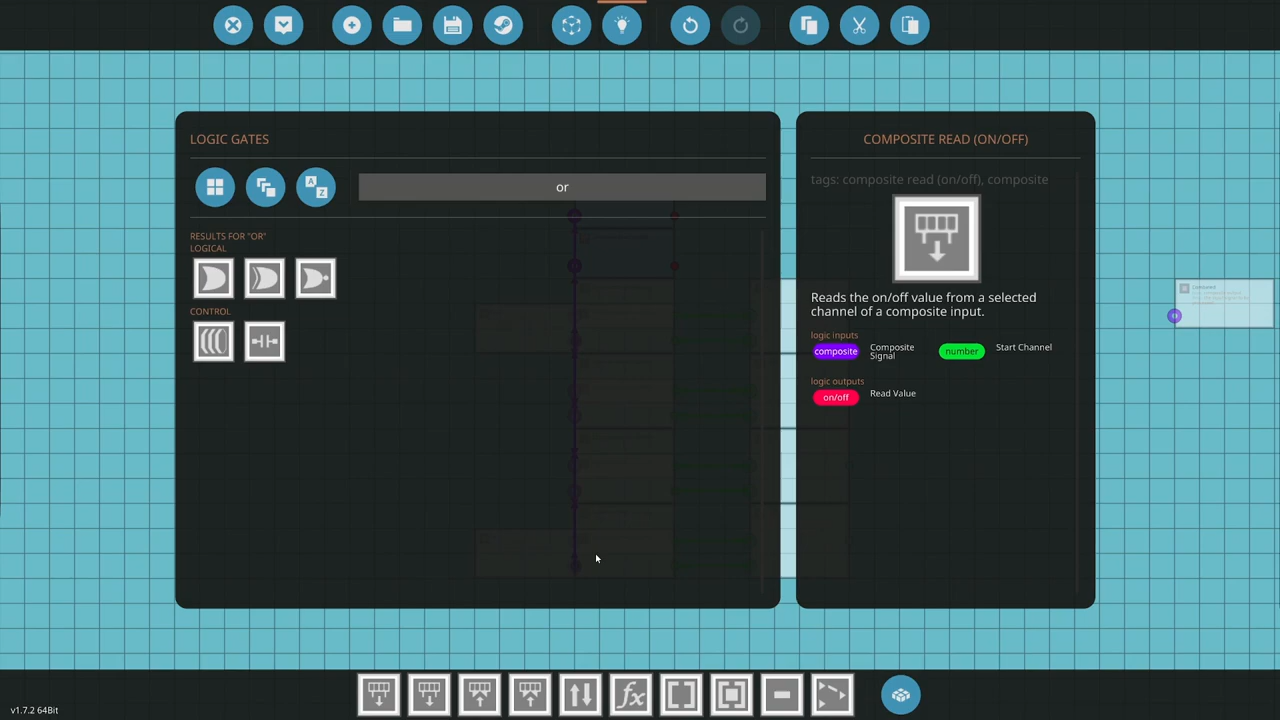 LOGIC GATES
or
RESULTS FOR "OR"
LOGICAL
CONTROL
COMPOSITE READ (ON/OFF)
tags: composite read (on/off), composite
Reads the on/off value from a selected
channel of a composite input.
logic inputs
composite
Composite
Signal
number
Start Channel
logic outputs
on/off
Read Value
v1.7.2 64Bit